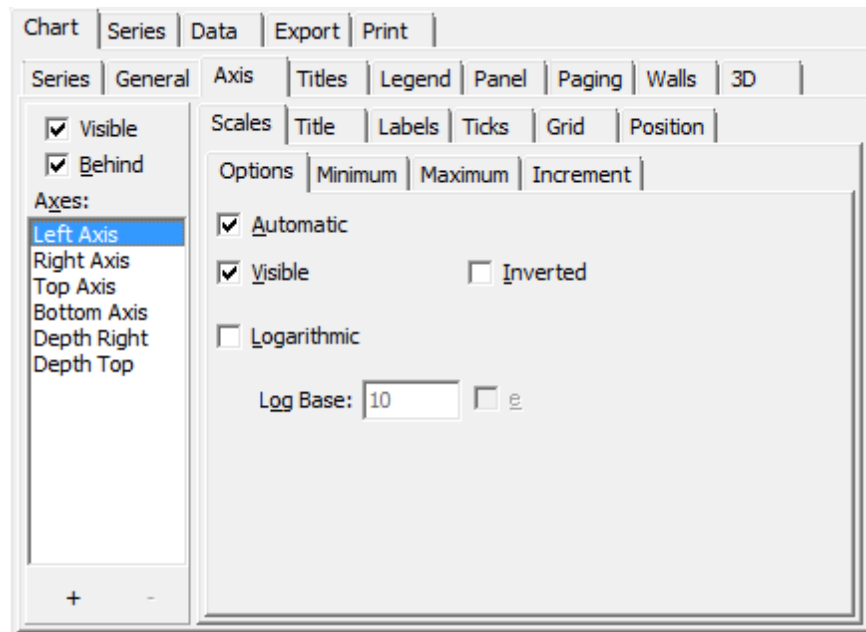 Chart Series Data Export Print
Series General Axis Titles Legend Panel Paging Walls 3D
Visible
Behind
Axes:
Left Axis
Right Axis
Top Axis
Bottom Axis
Depth Right
Depth Top
+ -
Scales Title Labels Ticks Grid Position
Options Minimum Maximum Increment
Automatic
Visible Inverted
Logarithmic
Log Base: 10 e